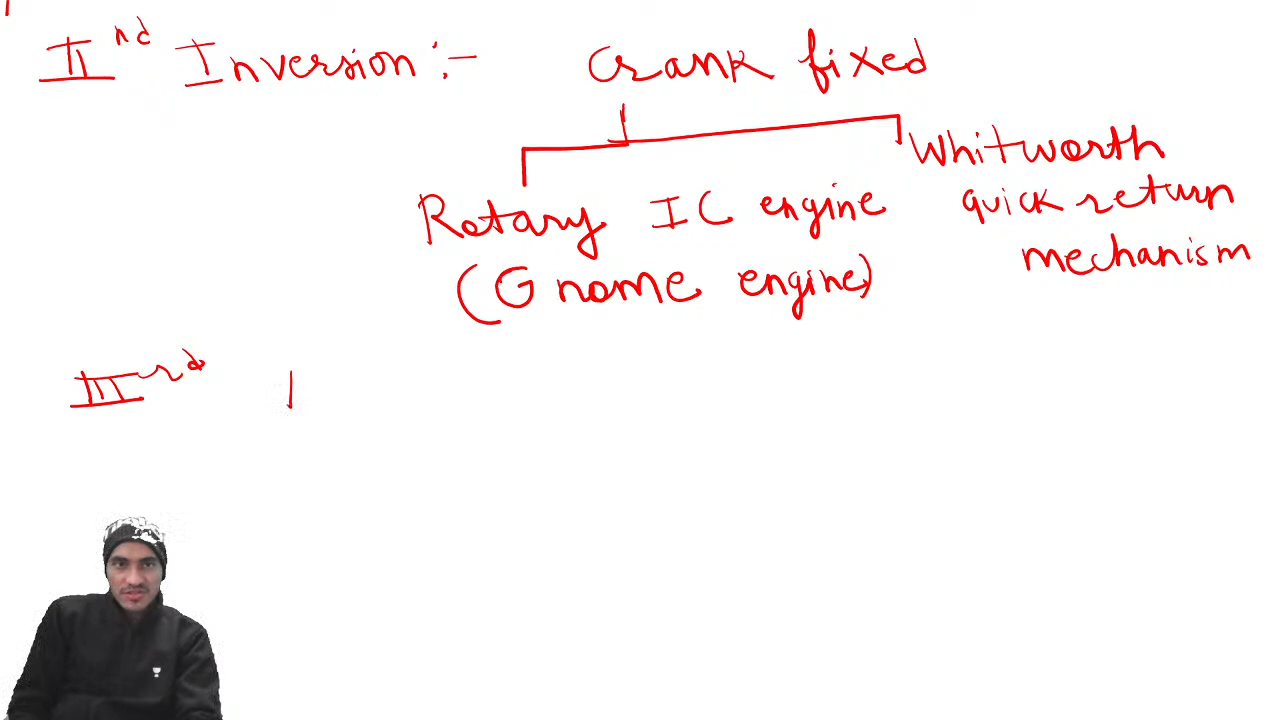 IInd Inversion :- Crank fixed
Whitworth
quick return
mechanism
Rotary IC engine
(Gnome engine)
IIIrd I